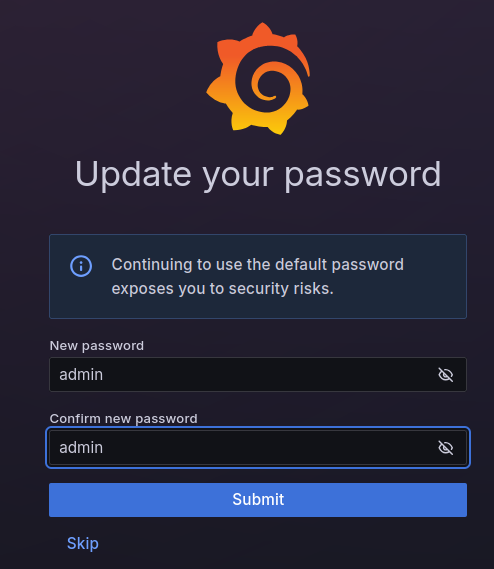 Update your password
Continuing to use the default password
exposes you to security risks.
New password
admin
Confirm new password
admin
Submit
Skip